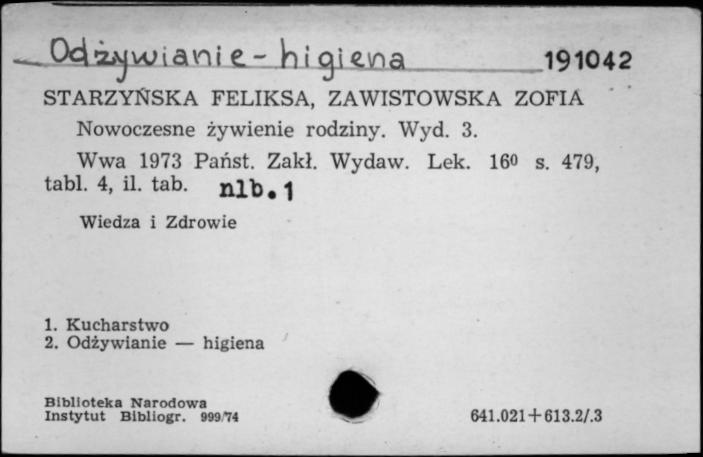 Odżywianie - higiena 191042
STARZYŃSKA FELIKSA, ZAWISTOWSKA ZOFIA
Nowoczesne żywienie rodziny. Wyd. 3.
Wwa 1973 Państ. Zakł. Wydaw. Lek. 16⁰ s. 479,
tabl. 4, il. tab. nlb.1
Wiedza i Zdrowie
1. Kucharstwo
2. Odżywianie — higiena
Biblioteka Narodowa
Instytut Bibliogr. 999/74 641.021+613.2/.3